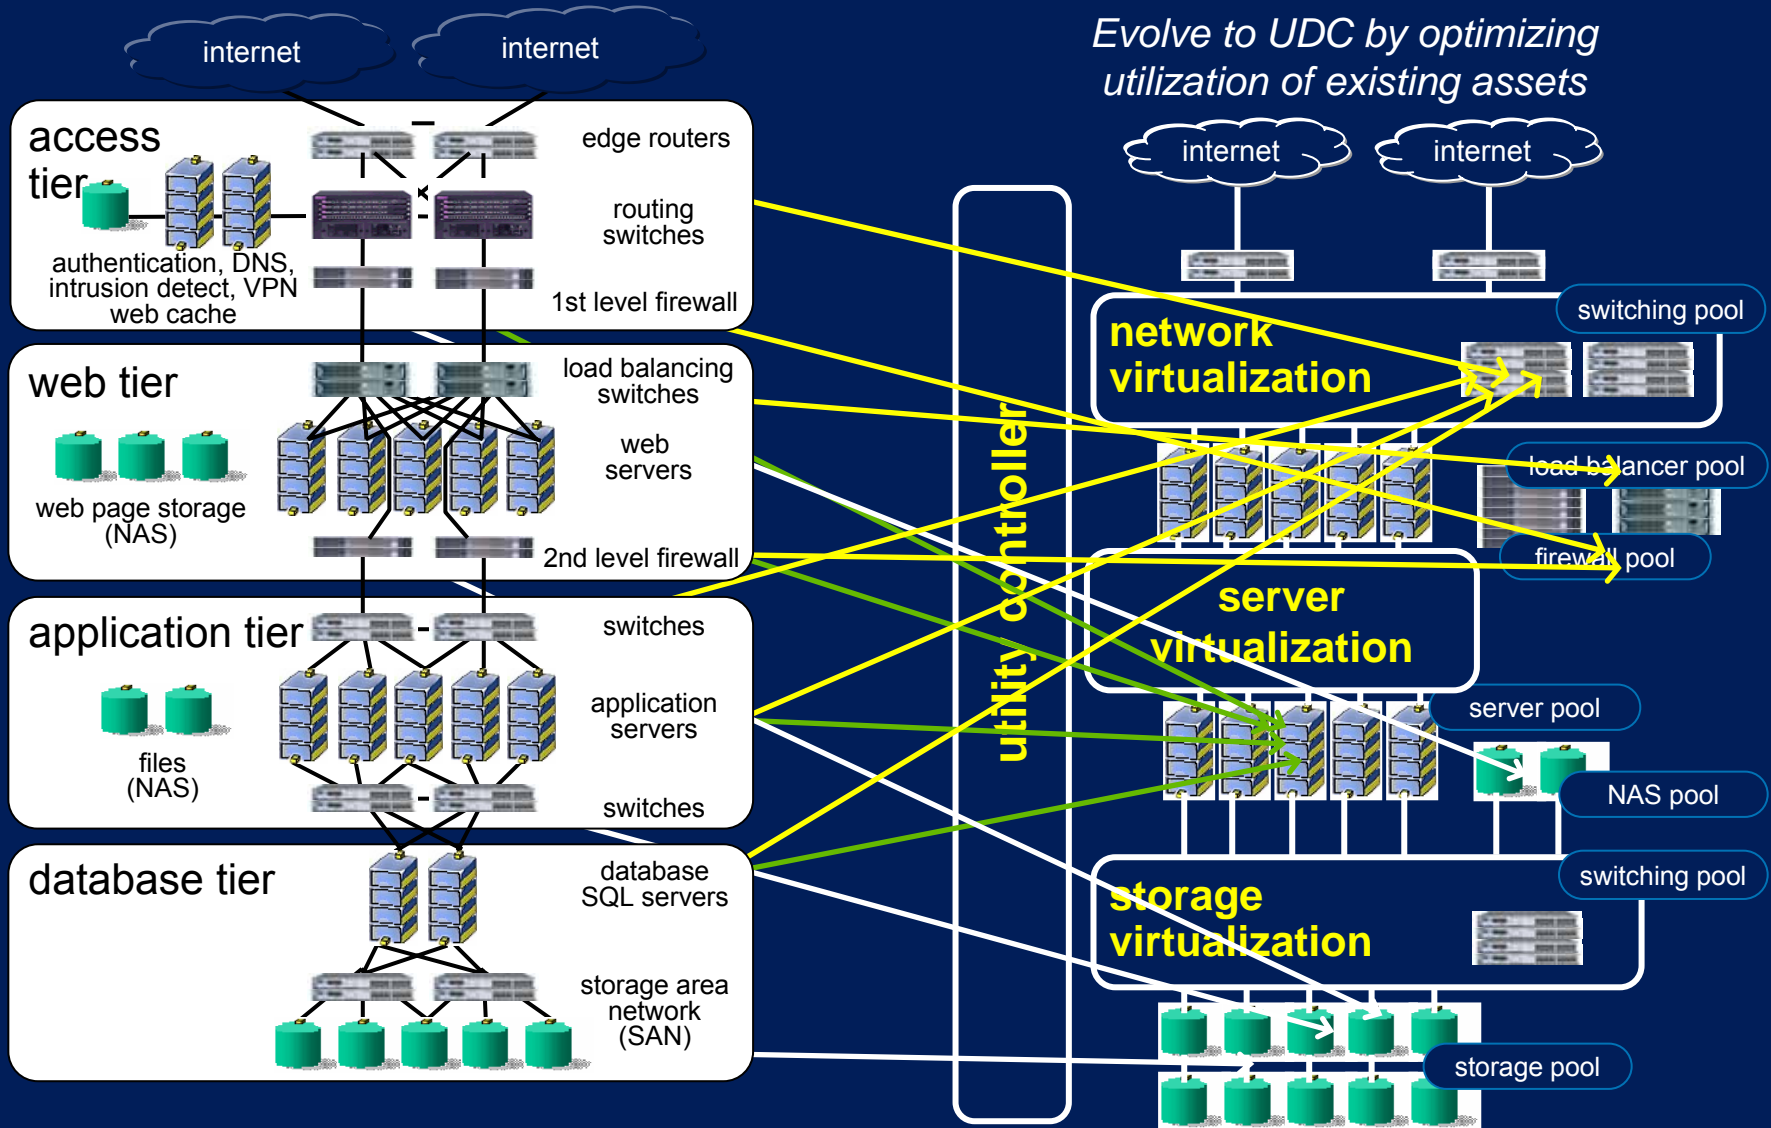 internet
internet
Evolve to UDC by optimizing
utilization of existing assets
access
tier
edge routers
routing
switches
authentication, DNS,
intrusion detect, VPN
web cache
1st level firewall
web tier
load balancing
switches
web
servers
web page storage
(NAS)
2nd level firewall
application tier
switches
application
servers
files
(NAS)
switches
database tier
database
SQL servers
storage area
network
(SAN)
utility controller
internet
internet
switching pool
network
virtualization
load balancer pool
firewall pool
server
virtualization
server pool
NAS pool
switching pool
storage
virtualization
storage pool